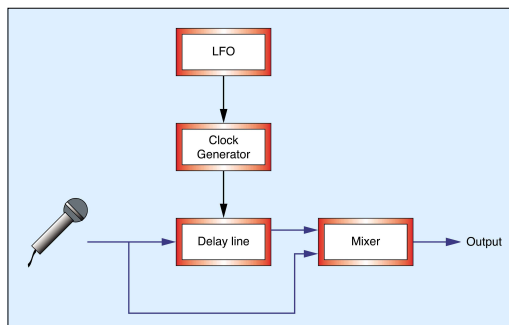 LFO
Clock
Generator
Delay line
Mixer
Output